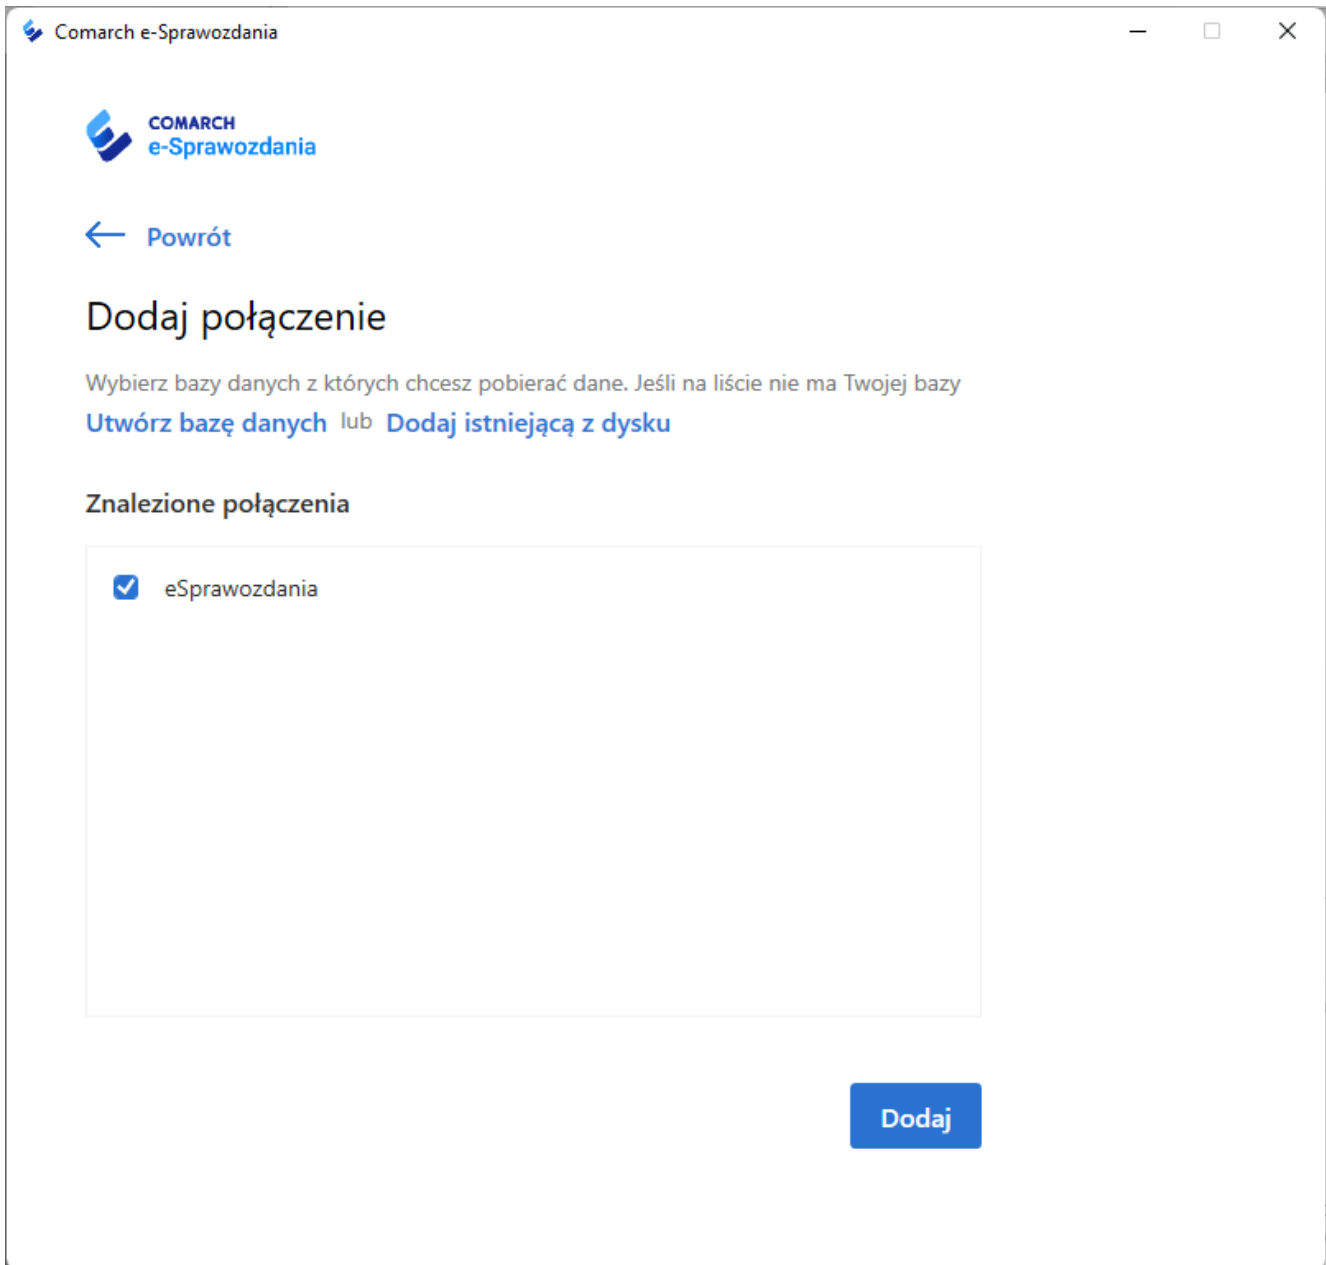 Comarch e-Sprawozdania
COMARCH
e-Sprawozdania
Powrót
Dodaj połączenie
Wybierz bazy danych z których chcesz pobierać dane. Jeśli na liście nie ma Twojej bazy
Utwórz bazę danych lub Dodaj istniejącą z dysku
Znalezione połączenia
eSprawozdania
Dodaj